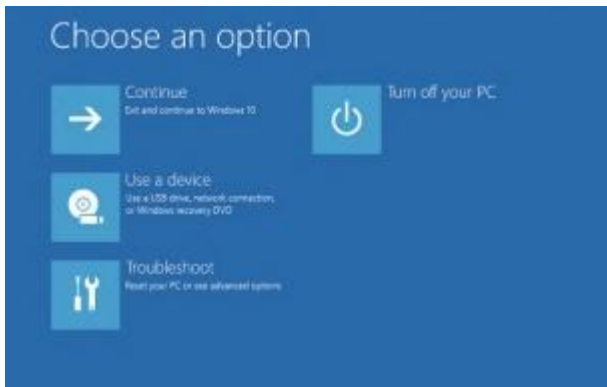 Choose an option
Continue
Exit and continue to Windows 10
Turn off your PC
Use a device
Use a USB drive, network connection,
or Windows recovery DVD
Troubleshoot
Reset your PC or see advanced options